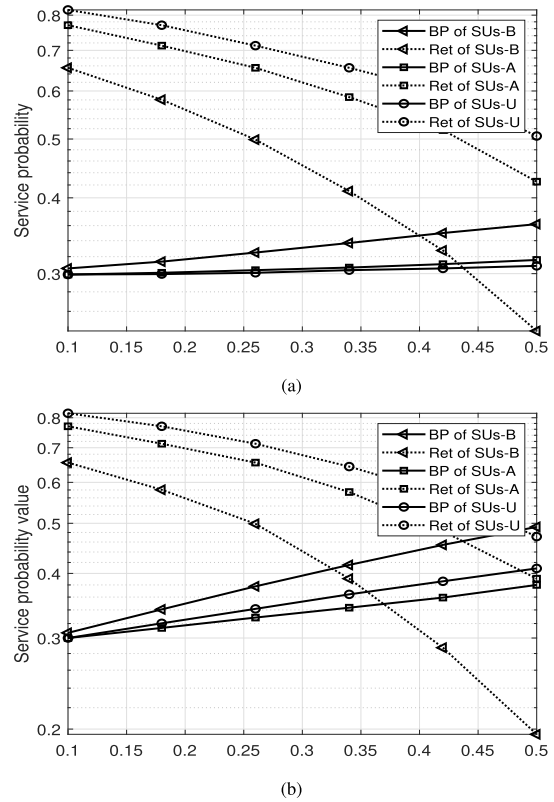 0.8
0.7
0.6
0.5
0.4
0.3
Service probability
BP of SUs-B
Ret of SUs-B
BP of SUs-A
Ret of SUs-A
BP of SUs-U
Ret of SUs-U
0.1 0.15 0.2 0.25 0.3 0.35 0.4 0.45 0.5
(a)
0.8
0.7
0.6
0.5
0.4
0.3
0.2
Service probability value
BP of SUs-B
Ret of SUs-B
BP of SUs-A
Ret of SUs-A
BP of SUs-U
Ret of SUs-U
0.1 0.15 0.2 0.25 0.3 0.35 0.4 0.45 0.5
(b)